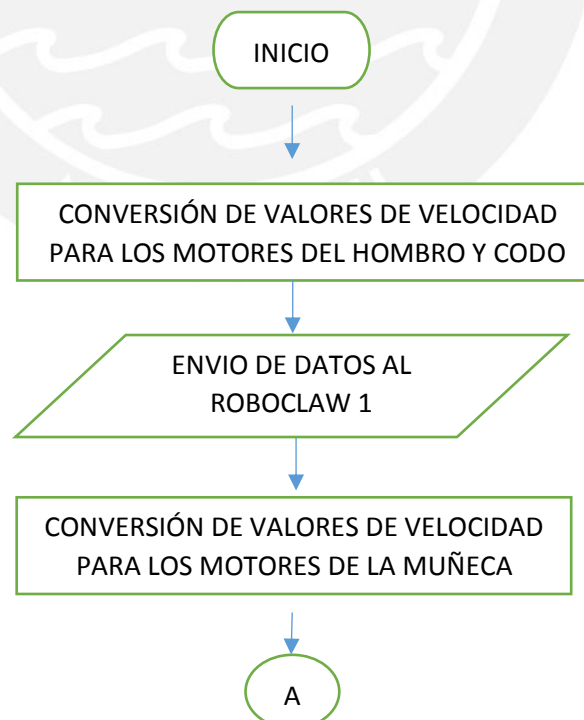 INICIO
CONVERSIÓN DE VALORES DE VELOCIDAD
PARA LOS MOTORES DEL HOMBRO Y CODO
ENVIO DE DATOS AL
ROBOCLAW 1
CONVERSIÓN DE VALORES DE VELOCIDAD
PARA LOS MOTORES DE LA MUÑECA
A